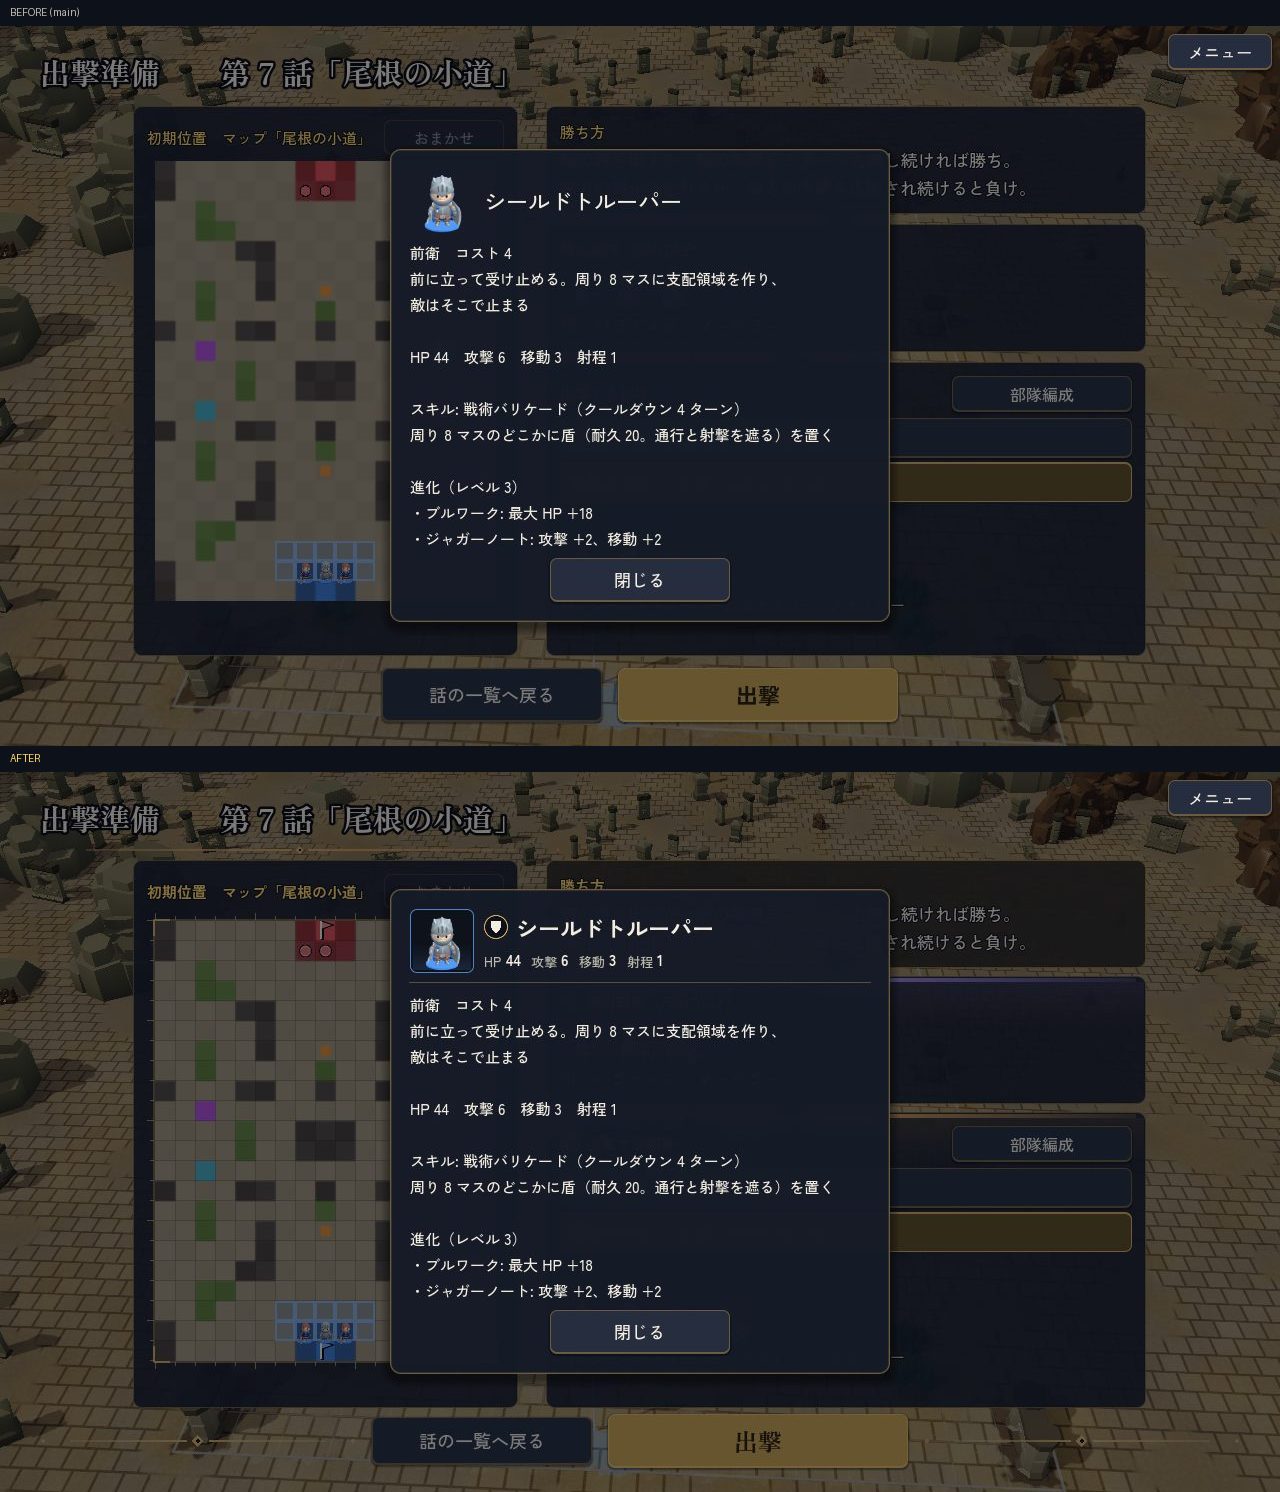 BEFORE (main)
出撃準備　第 7 話「尾根の小道」
メニュー
初期位置　マップ「尾根の小道」
おまかせ
勝ち方
し続ければ勝ち。
され続けると負け。
シールドトルーパー
前衛　コスト 4
前に立って受け止める。周り 8 マスに支配領域を作り、
敵はそこで止まる
HP 44　攻撃 6　移動 3　射程 1
スキル: 戦術バリケード（クールダウン 4 ターン）
周り 8 マスのどこかに盾（耐久 20。通行と射撃を遮る）を置く
進化（レベル 3）
・ブルワーク: 最大 HP +18
・ジャガーノート: 攻撃 +2、移動 +2
閉じる
部隊編成
話の一覧へ戻る
出撃
AFTER
出撃準備　第 7 話「尾根の小道」
メニュー
初期位置　マップ「尾根の小道」
勝ち方
し続ければ勝ち。
され続けると負け。
シールドトルーパー
HP 44 攻撃 6 移動 3 射程 1
前衛　コスト 4
前に立って受け止める。周り 8 マスに支配領域を作り、
敵はそこで止まる
HP 44　攻撃 6　移動 3　射程 1
スキル: 戦術バリケード（クールダウン 4 ターン）
周り 8 マスのどこかに盾（耐久 20。通行と射撃を遮る）を置く
進化（レベル 3）
・ブルワーク: 最大 HP +18
・ジャガーノート: 攻撃 +2、移動 +2
閉じる
部隊編成
話の一覧へ戻る
出撃